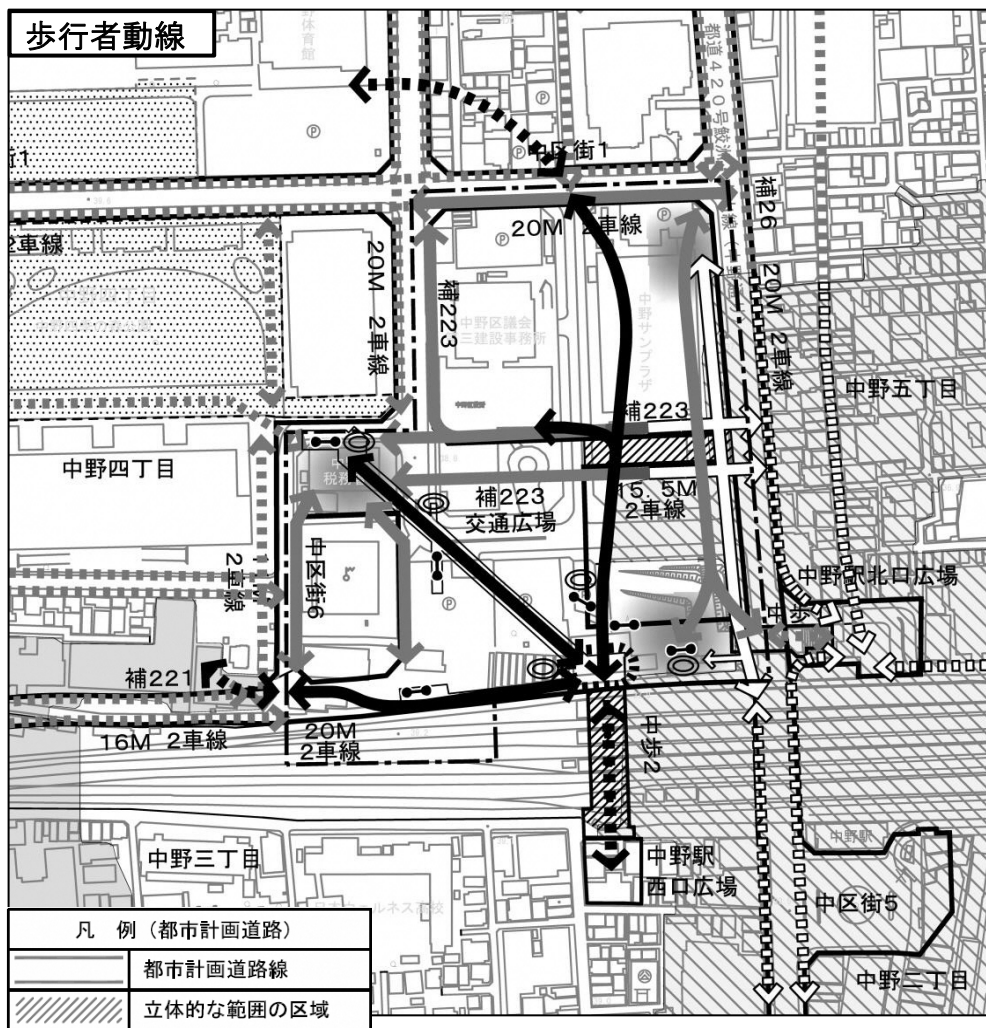 歩行者動線
中区街1
20M 2車線
補26
20M 2車線
2車線
20M 2車線
補223
中野区議会
三建設事務所
中野サンプラザ
中野五丁目
補223
中野四丁目
補223
交通広場
15.5M
2車線
中区街6
2車線
中野駅北口広場
補221
16M 2車線
20M
2車線
中歩2
中野三丁目
中野駅
西口広場
中野駅
中区街5
中野二丁目
凡 例（都市計画道路）
都市計画道路線
立体的な範囲の区域